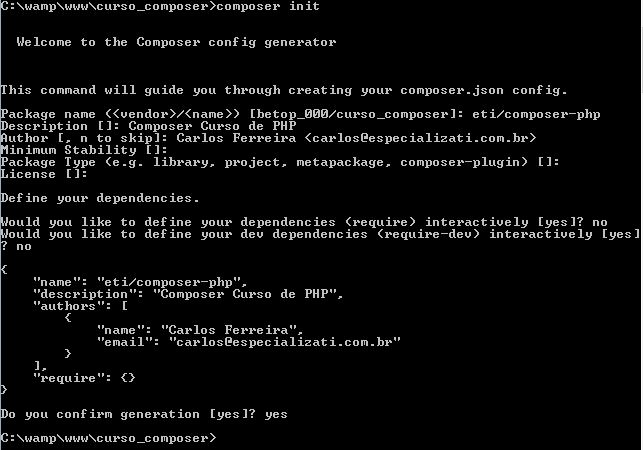 C:\wamp\www\curso_composer>composer init
Welcome to the Composer config generator
This command will guide you through creating your composer.json config.
Package name (<vendor>/<name>) [betop_000/curso_composer]: eti/composer-php
Description []: Composer Curso de PHP
Author [, n to skip]: Carlos Ferreira <carlos@especializati.com.br>
Minimum Stability []:
Package Type (e.g. library, project, metapackage, composer-plugin) []:
License []:
Define your dependencies.
Would you like to define your dependencies (require) interactively [yes]? no
Would you like to define your dev dependencies (require-dev) interactively [yes]
? no
{
    "name": "eti/composer-php",
    "description": "Composer Curso de PHP",
    "authors": [
        {
            "name": "Carlos Ferreira",
            "email": "carlos@especializati.com.br"
        }
    ],
    "require": {}
}
Do you confirm generation [yes]? yes
C:\wamp\www\curso_composer>